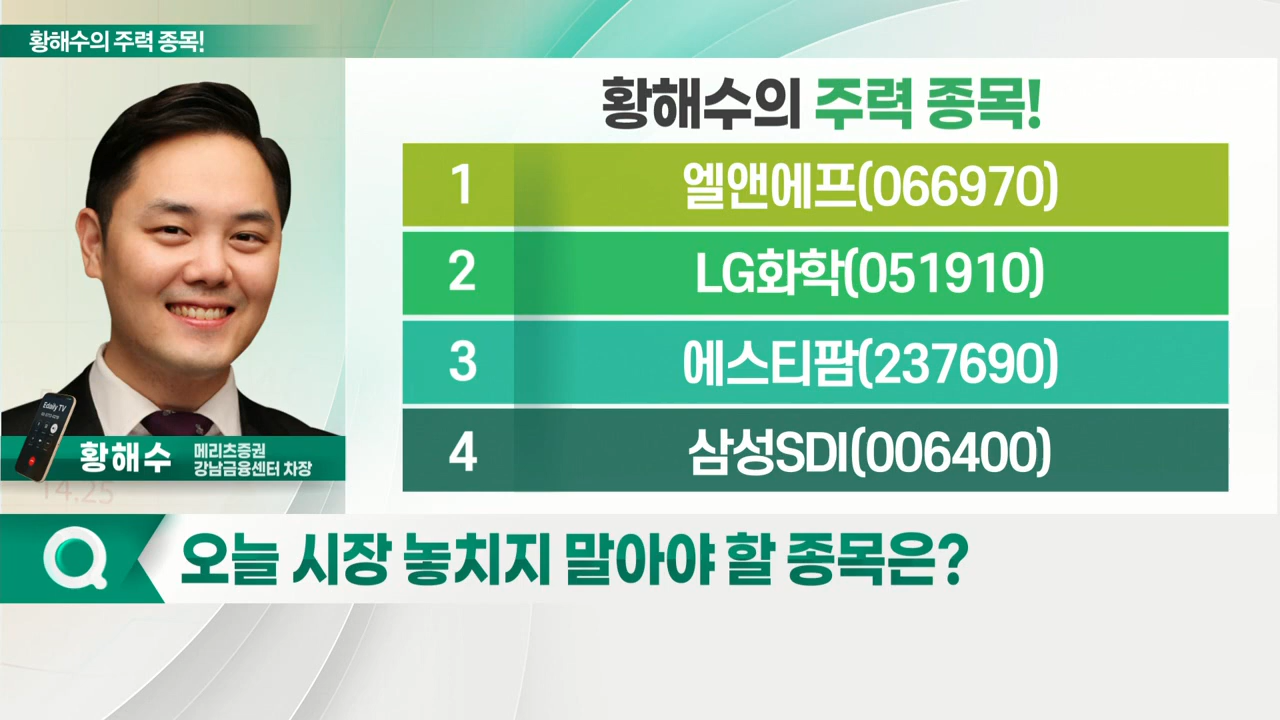 황해수의 주력 종목!
황해수의 주력 종목!
1 엘앤에프(066970)
2 LG화학(051910)
3 에스티팜(237690)
4 삼성SDI(006400)
Edaily TV
황해수
메리츠증권
강남금융센터 차장
14.25
Q 오늘 시장 놓치지 말아야 할 종목은?